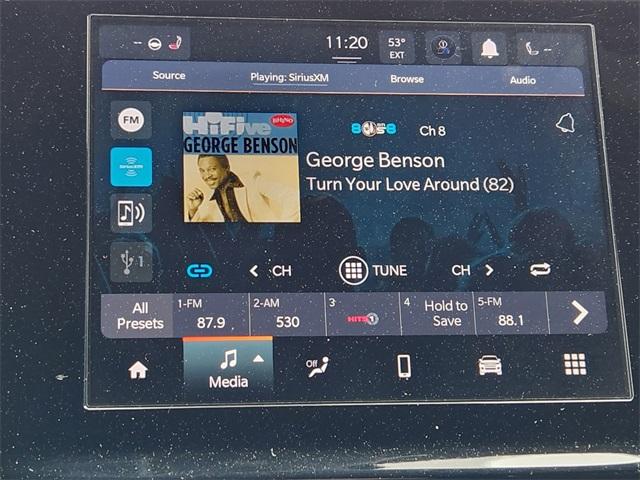 -- 11:20 53° EXT --
Source Playing: SiriusXM Browse Audio
FM
SiriusXM
1
HiFive RHINO
GEORGE BENSON
80s8 Ch 8
George Benson
Turn Your Love Around (82)
CH TUNE CH
All Presets
1-FM 87.9
2-AM 530
3 HITS1
4 Hold to Save
5-FM 88.1
Media
Off